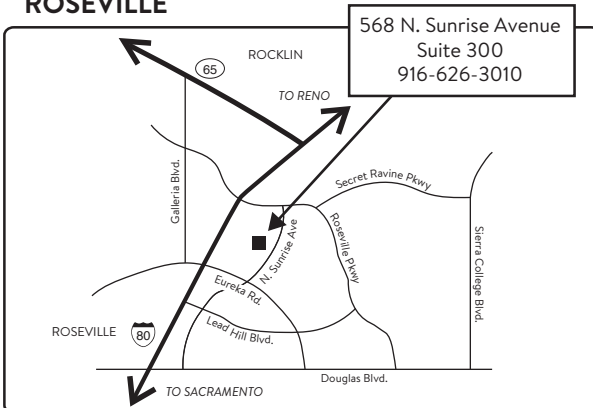 ROSEVILLE
568 N. Sunrise Avenue
Suite 300
916-626-3010
65
ROCKLIN
TO RENO
Galleria Blvd.
Secret Ravine Pkwy
N. Sunrise Ave
Roseville Pkwy
Sierra College Blvd.
Eureka Rd.
ROSEVILLE
80
Lead Hill Blvd.
Douglas Blvd.
TO SACRAMENTO